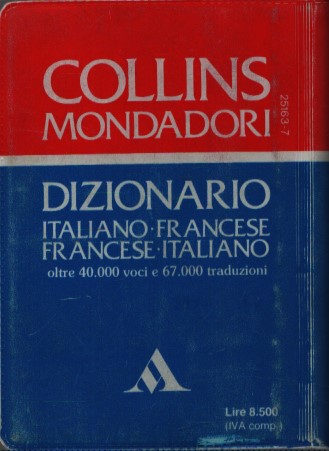 COLLINS
MONDADORI
25163-7
DIZIONARIO
ITALIANO·FRANCESE
FRANCESE·ITALIANO
oltre 40.000 voci e 67.000 traduzioni
Lire 8.500
(IVA comp.)